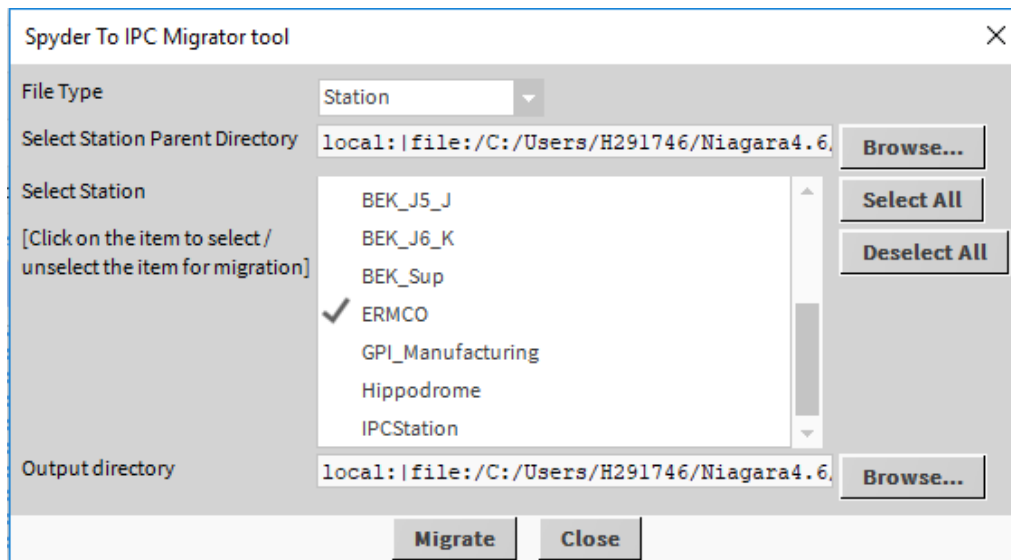 Spyder To IPC Migrator tool
File Type
Station
Select Station Parent Directory
local:|file:/C:/Users/H291746/Niagara4.6/
Browse...
Select Station
[Click on the item to select /
unselect the item for migration]
BEK_J5_J
BEK_J6_K
BEK_Sup
ERMCO
GPI_Manufacturing
Hippodrome
IPCStation
Select All
Deselect All
Output directory
local:|file:/C:/Users/H291746/Niagara4.6/
Browse...
Migrate
Close